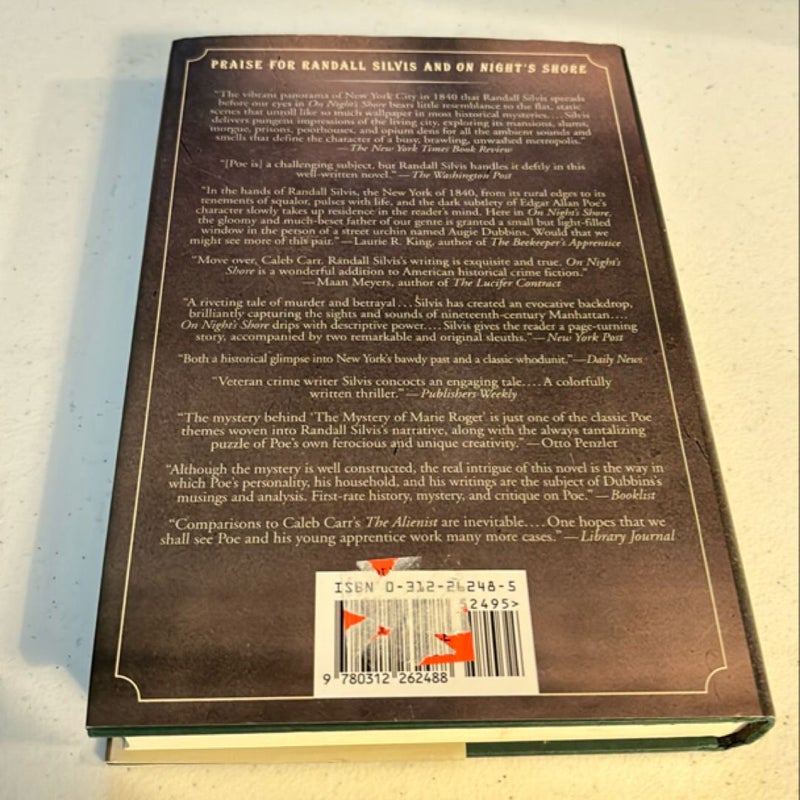 PRAISE FOR RANDALL SILVIS AND ON NIGHT'S SHORE
"The vibrant panorama of New York City in 1840 that Randall Silvis spreads
before our eyes in On Night's Shore bears little resemblance to the flat, static
scenes that unroll like so much wallpaper in most historical mysteries.... Silvis
delivers pungent impressions of the living city, exploring its mansions, slums,
morgue, prisons, poorhouses, and opium dens for all the ambient sounds and
smells that define the character of a busy, brawling, unwashed metropolis."
—The New York Times Book Review
"[Poe is] a challenging subject, but Randall Silvis handles it deftly in this
well-written novel."—The Washington Post
"In the hands of Randall Silvis, the New York of 1840, from its rural edges to its
tenements of squalor, pulses with life, and the dark subtlety of Edgar Allan Poe's
character slowly takes up residence in the reader's mind. Here in On Night's Shore,
the gloomy and much-beset father of our genre is granted a small but light-filled
window in the person of a street urchin named Augie Dubbins. Would that we
might see more of this pair."—Laurie R. King, author of The Beekeeper's Apprentice
"Move over, Caleb Carr. Randall Silvis's writing is exquisite and true. On Night's
Shore is a wonderful addition to American historical crime fiction."
—Maan Meyers, author of The Lucifer Contract
"A riveting tale of murder and betrayal... Silvis has created an evocative backdrop,
brilliantly capturing the sights and sounds of nineteenth-century Manhattan....
On Night's Shore drips with descriptive power.... Silvis gives the reader a page-turning
story, accompanied by two remarkable and original sleuths."—New York Post
"Both a historical glimpse into New York's bawdy past and a classic whodunit."—Daily News
"Veteran crime writer Silvis concocts an engaging tale.... A colorfully
written thriller."—Publishers Weekly
"The mystery behind 'The Mystery of Marie Roget' is just one of the classic Poe
themes woven into Randall Silvis's narrative, along with the always tantalizing
puzzle of Poe's own ferocious and unique creativity."—Otto Penzler
"Although the mystery is well constructed, the real intrigue of this novel is the way in
which Poe's personality, his household, and his writings are the subject of Dubbins's
musings and analysis. First-rate history, mystery, and critique on Poe."—Booklist
"Comparisons to Caleb Carr's The Alienist are inevitable.... One hopes that we
shall see Poe and his young apprentice work many more cases."—Library Journal
ISBN 0-312-26248-5
52495>
9 780312 262488